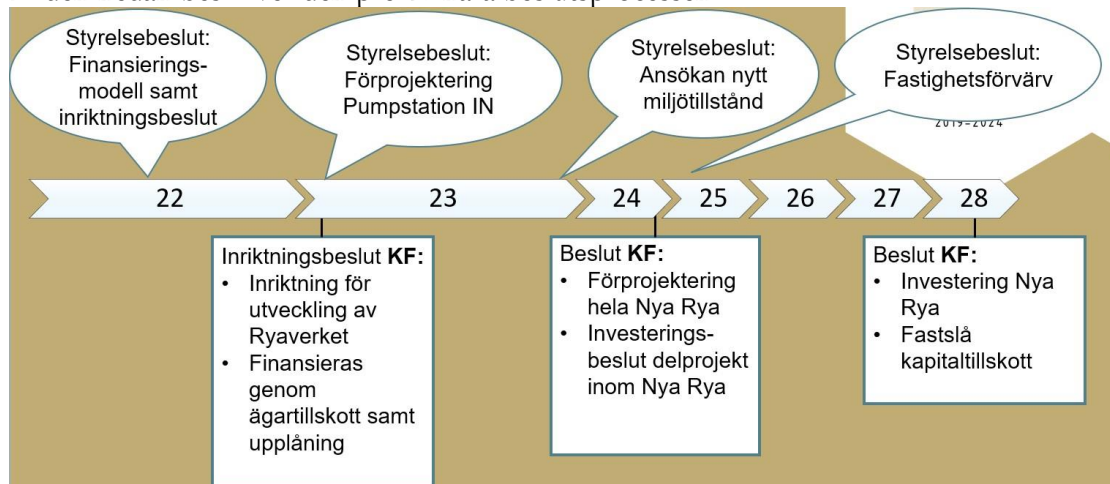 Styrelsebeslut:
Finansierings-
modell samt
inriktningsbeslut
Styrelsebeslut:
Förprojektering
Pumpstation IN
Styrelsebeslut:
Ansökan nytt
miljötillstånd
Styrelsebeslut:
Fastighetsförvärv
2019-2024
22
23
24
25
26
27
28
Inriktningsbeslut KF:
• Inriktning för
utveckling av
Ryaverket
• Finansieras
genom
ägartillskott samt
upplåning
Beslut KF:
• Förprojektering
hela Nya Rya
• Investerings-
beslut delprojekt
inom Nya Rya
Beslut KF:
• Investering Nya
Rya
• Fastslå
kapitaltillskott